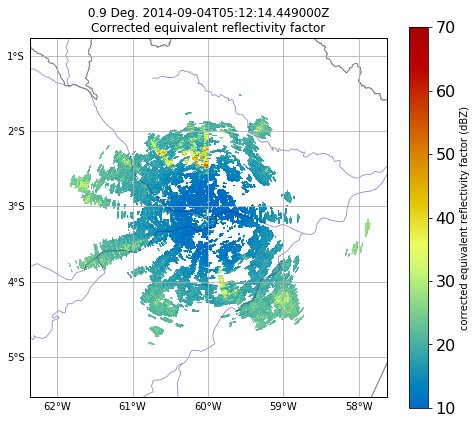 0.9 Deg. 2014-09-04T05:12:14.449000Z
Corrected equivalent reflectivity factor
1°S
2°S
3°S
4°S
5°S
62°W 61°W 60°W 59°W 58°W
70
60
50
40
30
20
10
corrected equivalent reflectivity factor (dBZ)